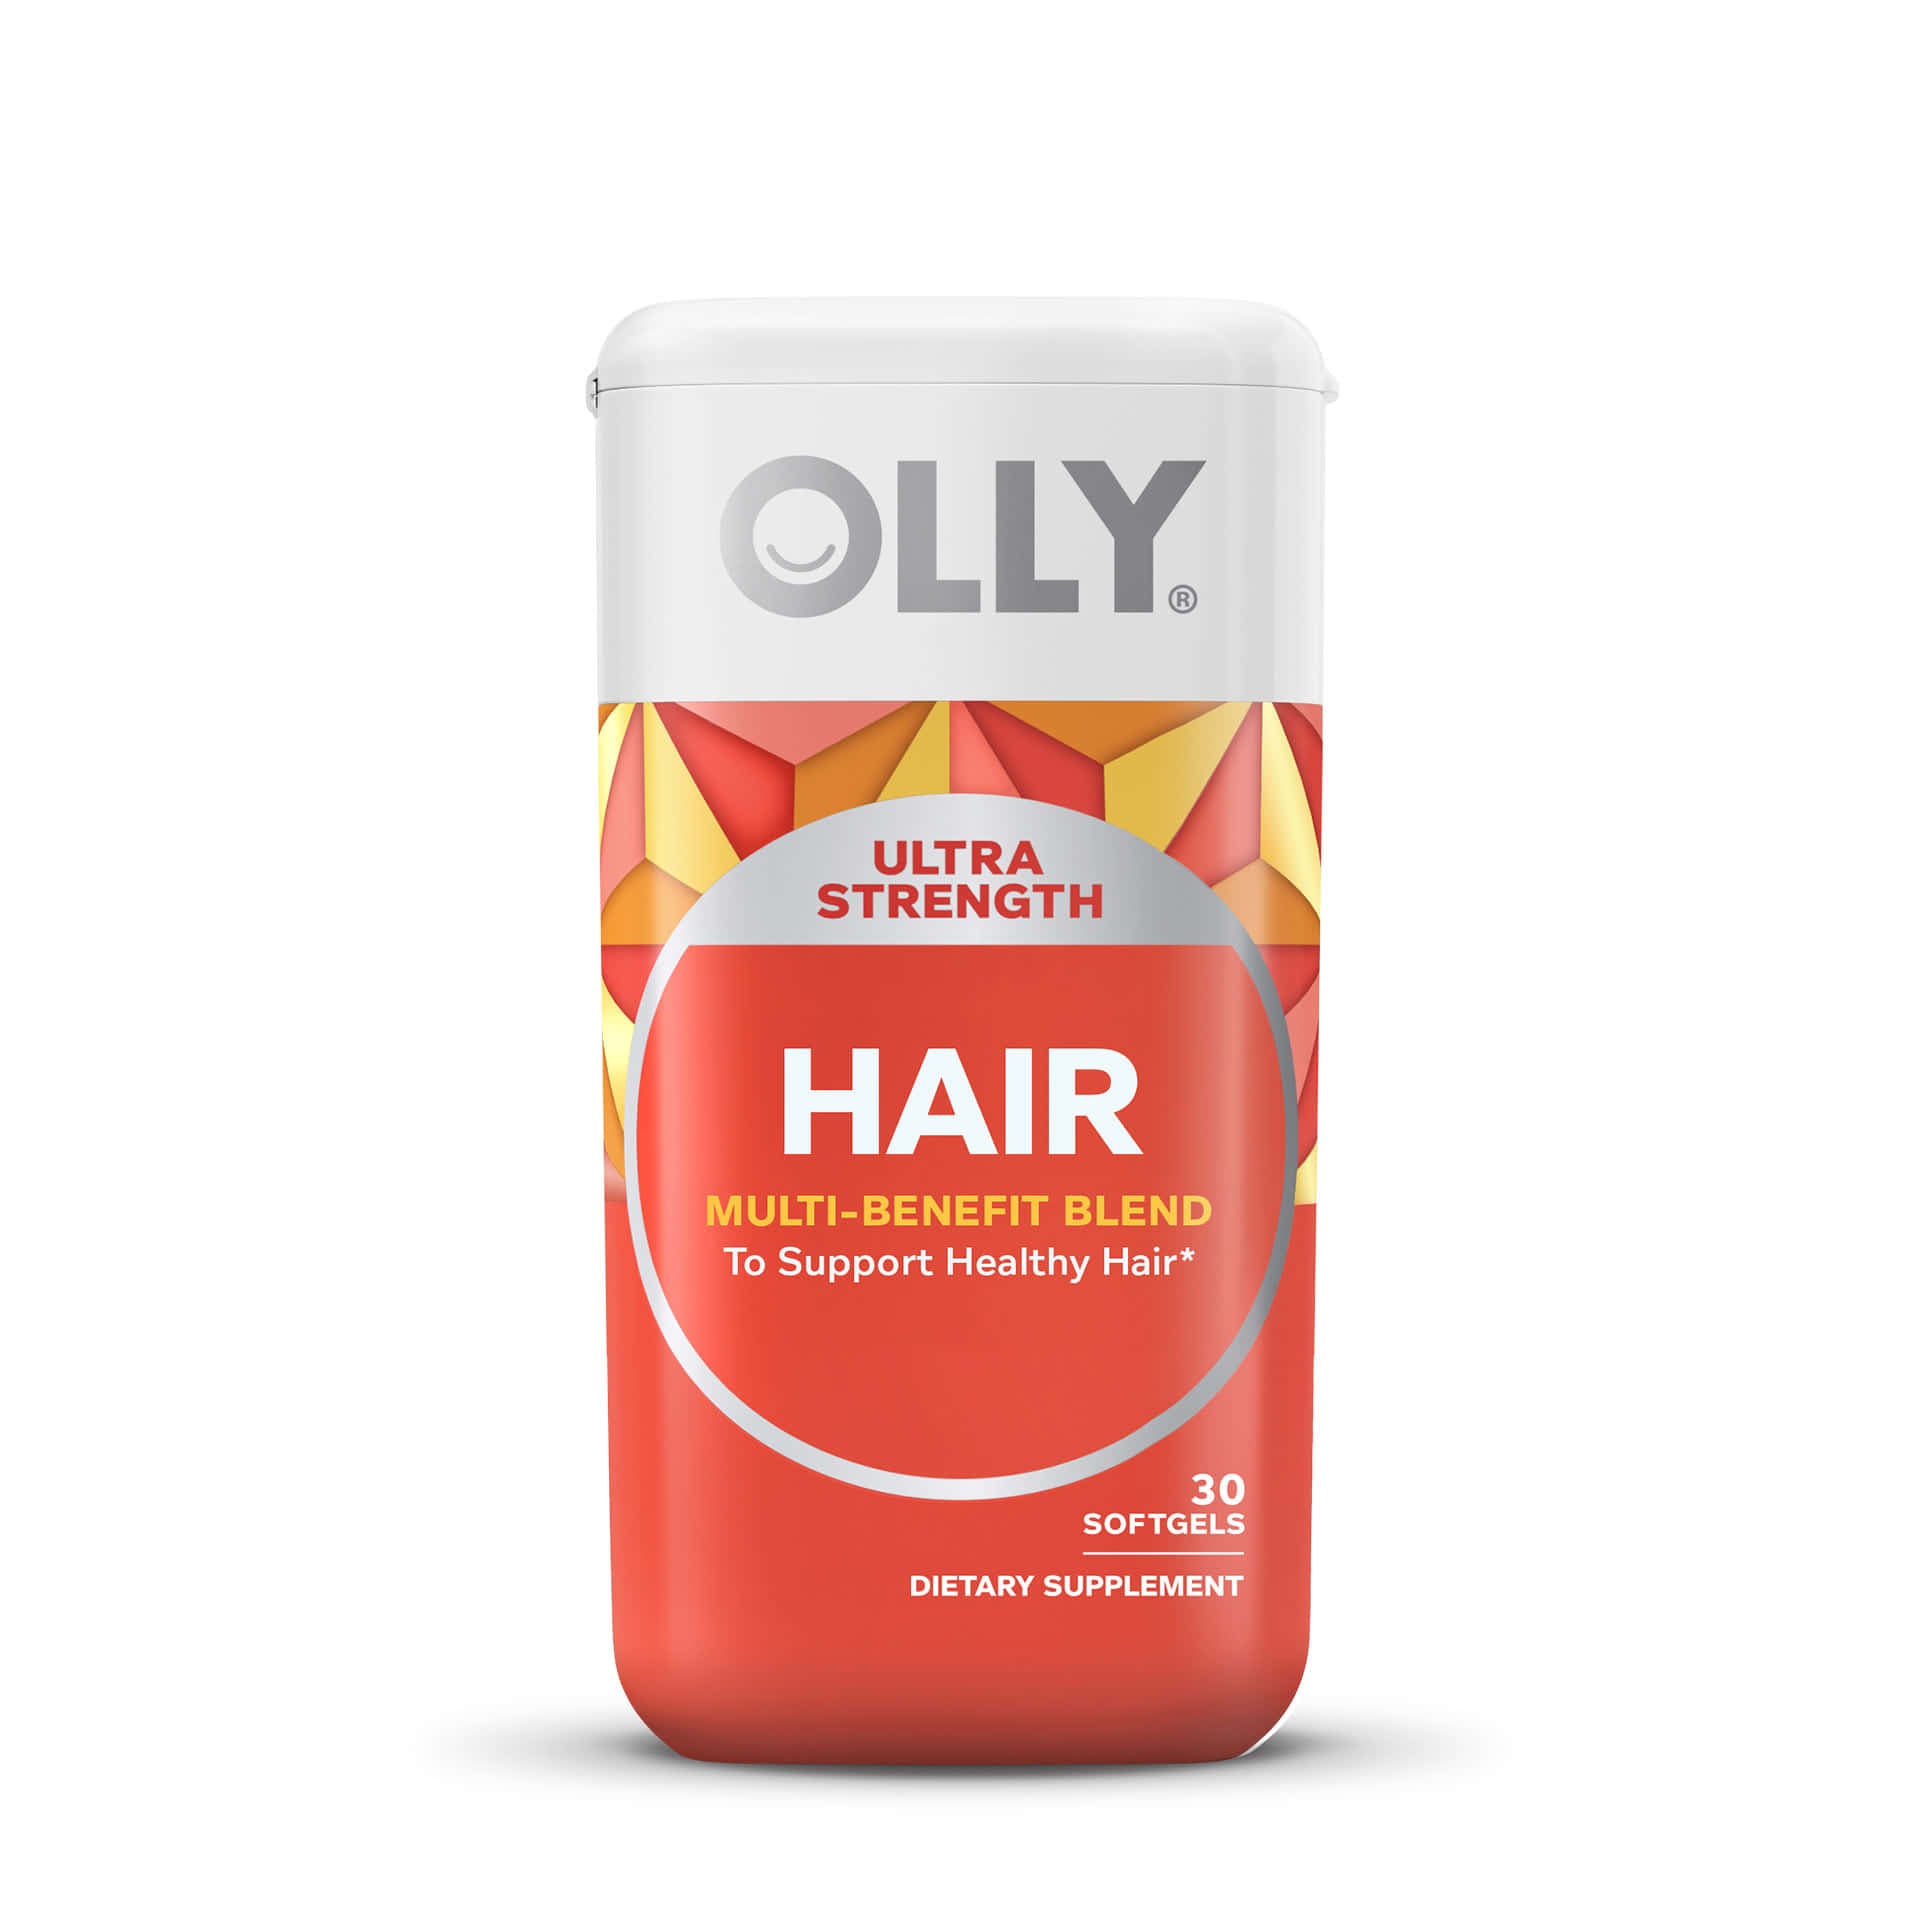 OLLY®
ULTRA
STRENGTH
HAIR
MULTI-BENEFIT BLEND
To Support Healthy Hair*
30
SOFTGELS
DIETARY SUPPLEMENT